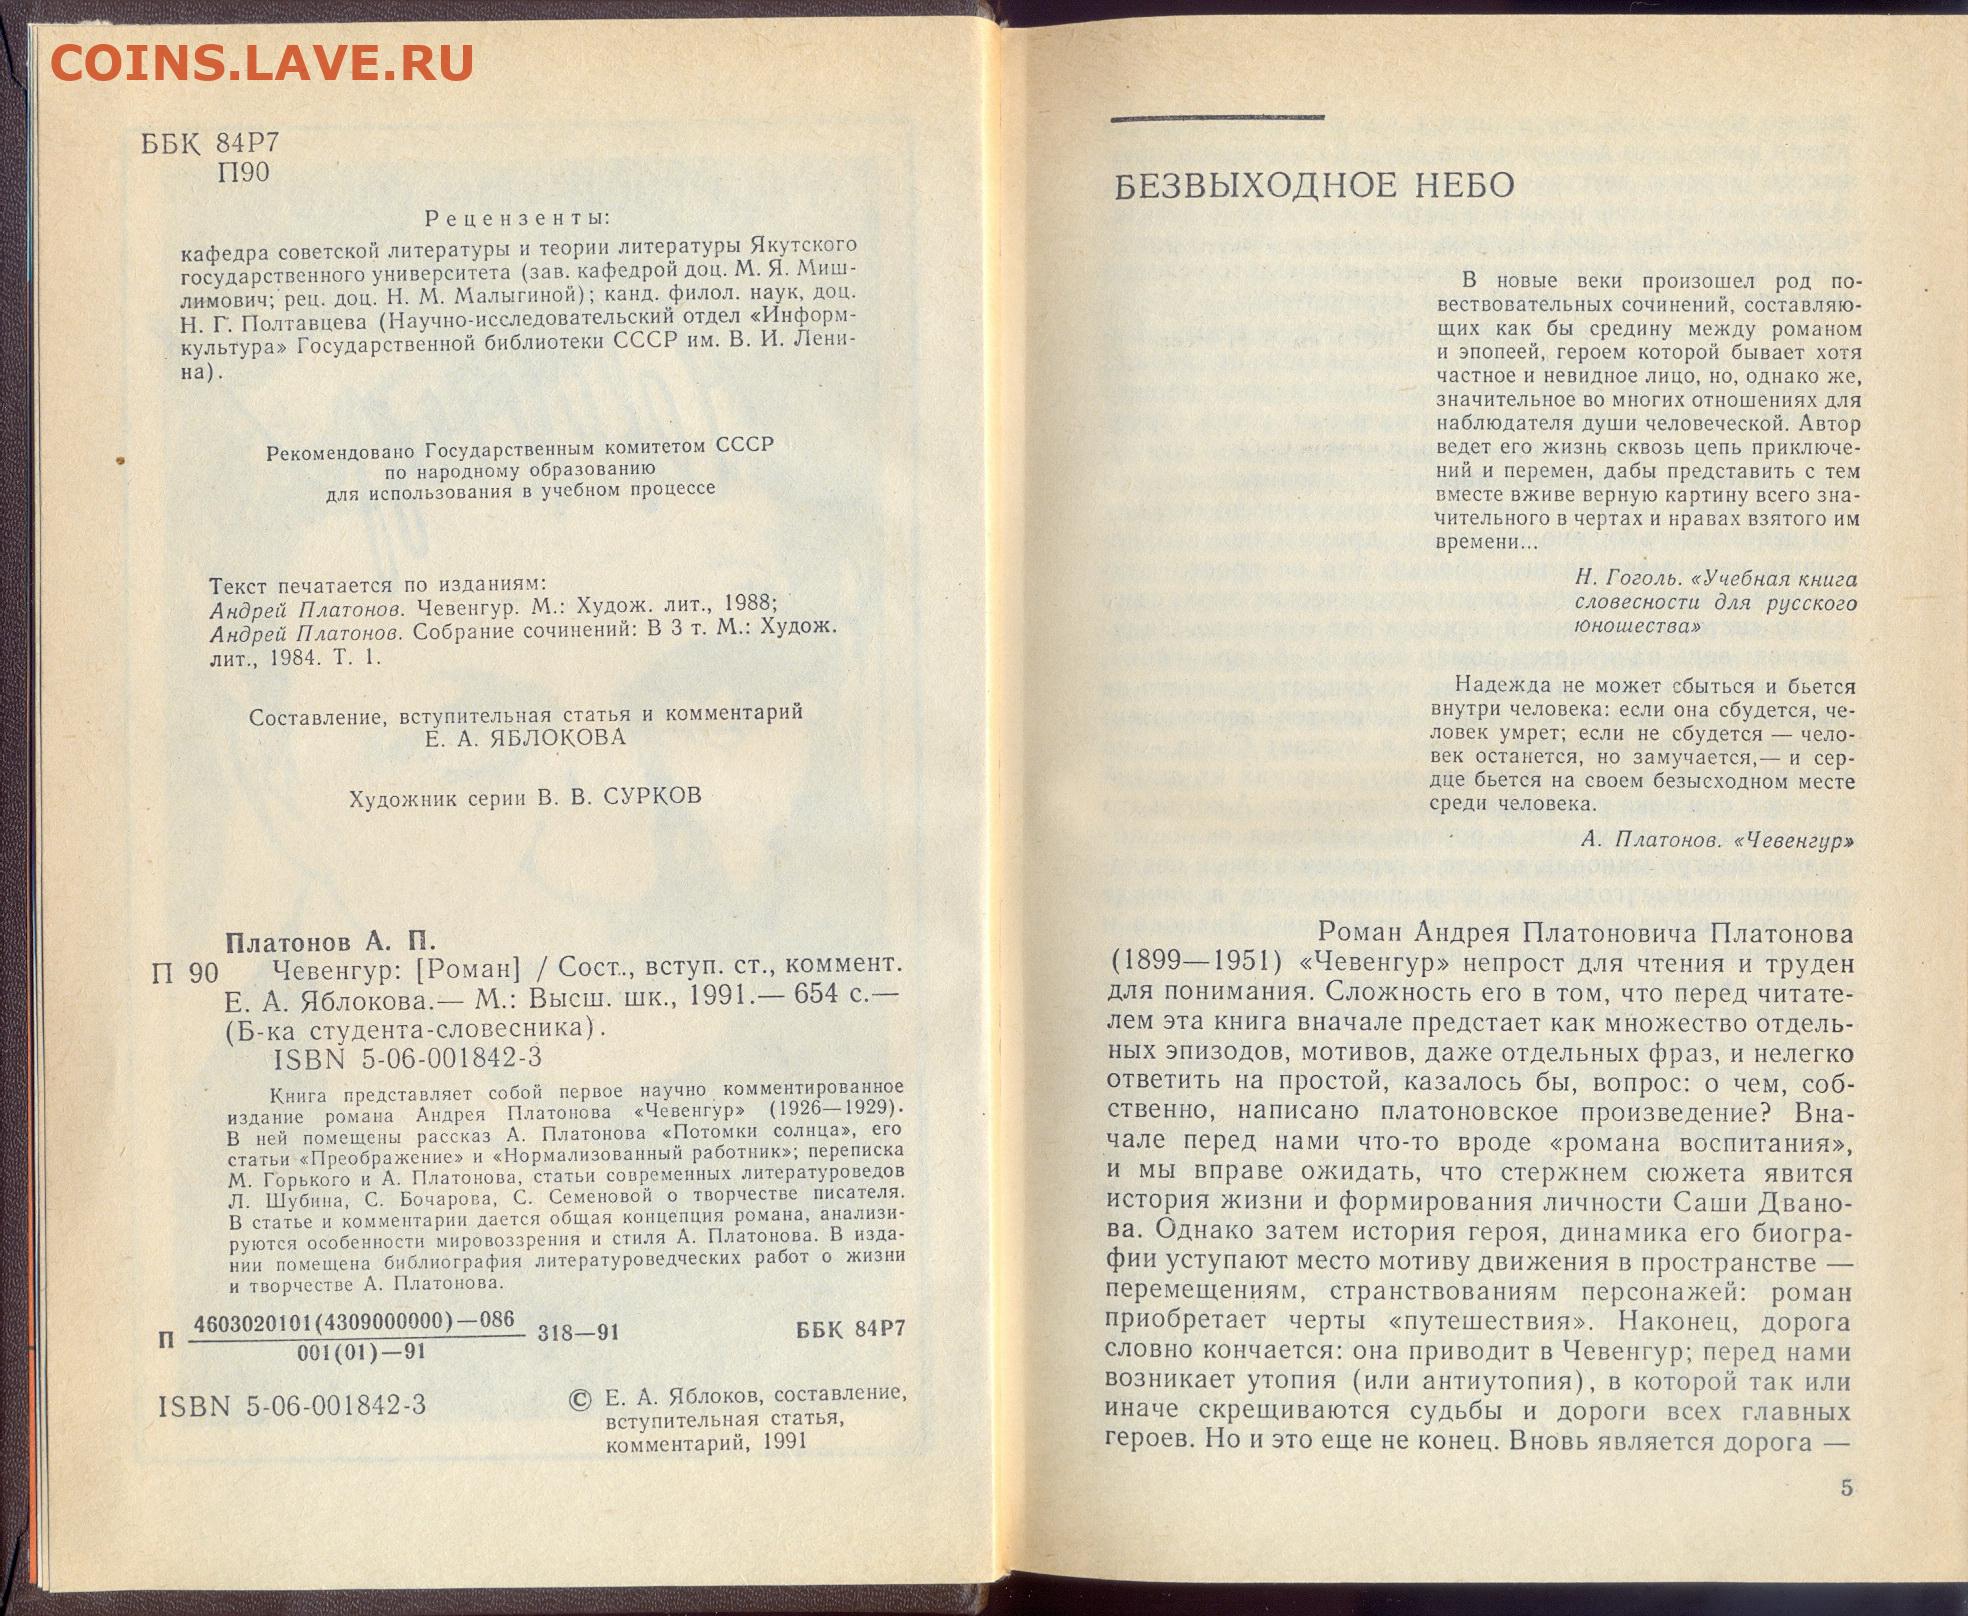 COINS.LAVE.RU
ББК 84Р7
П90
Рецензенты:
кафедра советской литературы и теории литературы Якутского
государственного университета (зав. кафедрой доц. М. Я. Миш-
лимович; рец. доц. Н. М. Малыгиной); канд. филол. наук, доц.
Н. Г. Полтавцева (Научно-исследовательский отдел «Информ-
культура» Государственной библиотеки СССР им. В. И. Лени-
на).
Рекомендовано Государственным комитетом СССР
по народному образованию
для использования в учебном процессе
Текст печатается по изданиям:
Андрей Платонов. Чевенгур. М.: Худож. лит., 1988;
Андрей Платонов. Собрание сочинений: В 3 т. М.: Худож.
лит., 1984. Т. 1.
Составление, вступительная статья и комментарий
Е. А. ЯБЛОКОВА
Художник серии В. В. СУРКОВ
Платонов А. П.
П 90 Чевенгур: [Роман] / Сост., вступ. ст., коммент.
Е. А. Яблокова.— М.: Высш. шк., 1991.— 654 с.—
(Б-ка студента-словесника).
ISBN 5-06-001842-3
Книга представляет собой первое научно комментированное
издание романа Андрея Платонова «Чевенгур» (1926—1929).
В ней помещены рассказ А. Платонова «Потомки солнца», его
статьи «Преображение» и «Нормализованный работник»; переписка
М. Горького и А. Платонова, статьи современных литературоведов
Л. Шубина, С. Бочарова, С. Семеновой о творчестве писателя.
В статье и комментарии дается общая концепция романа, анализи-
руются особенности мировоззрения и стиля А. Платонова. В изда-
нии помещена библиография литературоведческих работ о жизни
и творчестве А. Платонова.
П 4603020101(4309000000)—086
001(01)—91
318—91
ББК 84Р7
ISBN 5-06-001842-3
© Е. А. Яблоков, составление,
вступительная статья,
комментарий, 1991
БЕЗВЫХОДНОЕ НЕБО
В новые веки произошел род по-
вествовательных сочинений, составляю-
щих как бы средину между романом
и эпопеей, героем которой бывает хотя
частное и невидное лицо, но, однако же,
значительное во многих отношениях для
наблюдателя души человеческой. Автор
ведет его жизнь сквозь цепь приключе-
ний и перемен, дабы представить с тем
вместе вживе верную картину всего зна-
чительного в чертах и нравах взятого им
времени...
Н. Гоголь. «Учебная книга
словесности для русского
юношества»
Надежда не может сбыться и бьется
внутри человека: если она сбудется, че-
ловек умрет; если не сбудется — чело-
век останется, но замучается,— и сер-
дце бьется на своем безысходном месте
среди человека.
А. Платонов. «Чевенгур»
Роман Андрея Платоновича Платонова
(1899—1951) «Чевенгур» непрост для чтения и труден
для понимания. Сложность его в том, что перед читате-
лем эта книга вначале предстает как множество отдель-
ных эпизодов, мотивов, даже отдельных фраз, и нелегко
ответить на простой, казалось бы, вопрос: о чем, соб-
ственно, написано платоновское произведение? Вна-
чале перед нами что-то вроде «романа воспитания»,
и мы вправе ожидать, что стержнем сюжета явится
история жизни и формирования личности Саши Двано-
ва. Однако затем история героя, динамика его биогра-
фии уступают место мотиву движения в пространстве —
перемещениям, странствованиям персонажей: роман
приобретает черты «путешествия». Наконец, дорога
словно кончается: она приводит в Чевенгур; перед нами
возникает утопия (или антиутопия), в которой так или
иначе скрещиваются судьбы и дороги всех главных
героев. Но и это еще не конец. Вновь является дорога —
5